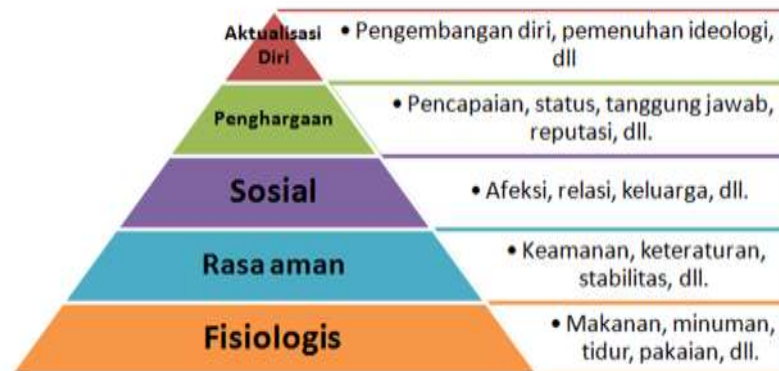 Aktualisasi
Diri
• Pengembangan diri, pemenuhan ideologi,
dll
Penghargaan
• Pencapaian, status, tanggung jawab,
reputasi, dll.
Sosial
• Afeksi, relasi, keluarga, dll.
Rasa aman
• Keamanan, keteraturan,
stabilitas, dll.
Fisiologis
• Makanan, minuman,
tidur, pakaian, dll.